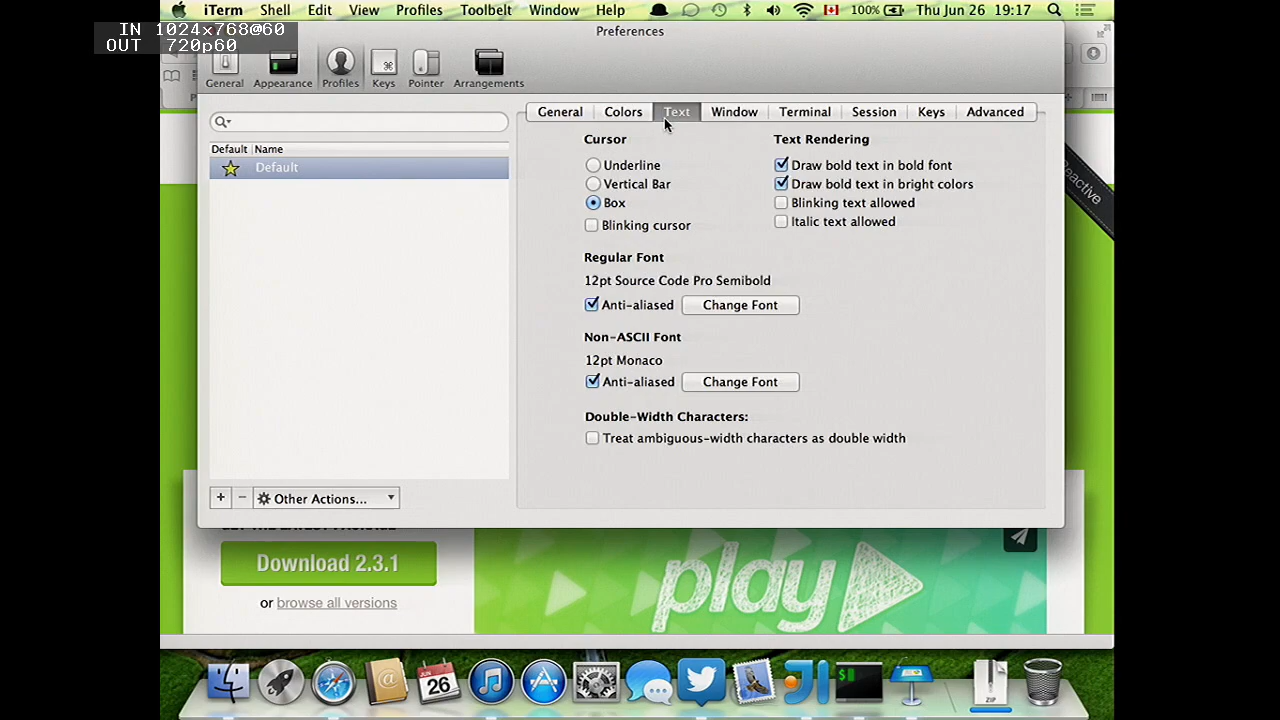 IN 1024x768@60
OUT 720p60
iTerm Shell Edit View Profiles Toolbelt Window Help 100% Thu Jun 26 19:17
Preferences
General Appearance Profiles Keys Pointer Arrangements
General Colors Text Window Terminal Session Keys Advanced
Default Name
Default
Cursor
Underline
Vertical Bar
Box
Blinking cursor
Text Rendering
Draw bold text in bold font
Draw bold text in bright colors
Blinking text allowed
Italic text allowed
Regular Font
12pt Source Code Pro Semibold
Anti-aliased Change Font
Non-ASCII Font
12pt Monaco
Anti-aliased Change Font
Double-Width Characters:
Treat ambiguous-width characters as double width
+ − Other Actions...
Reactive
Download 2.3.1
or browse all versions
play
JUN
26
ZIP